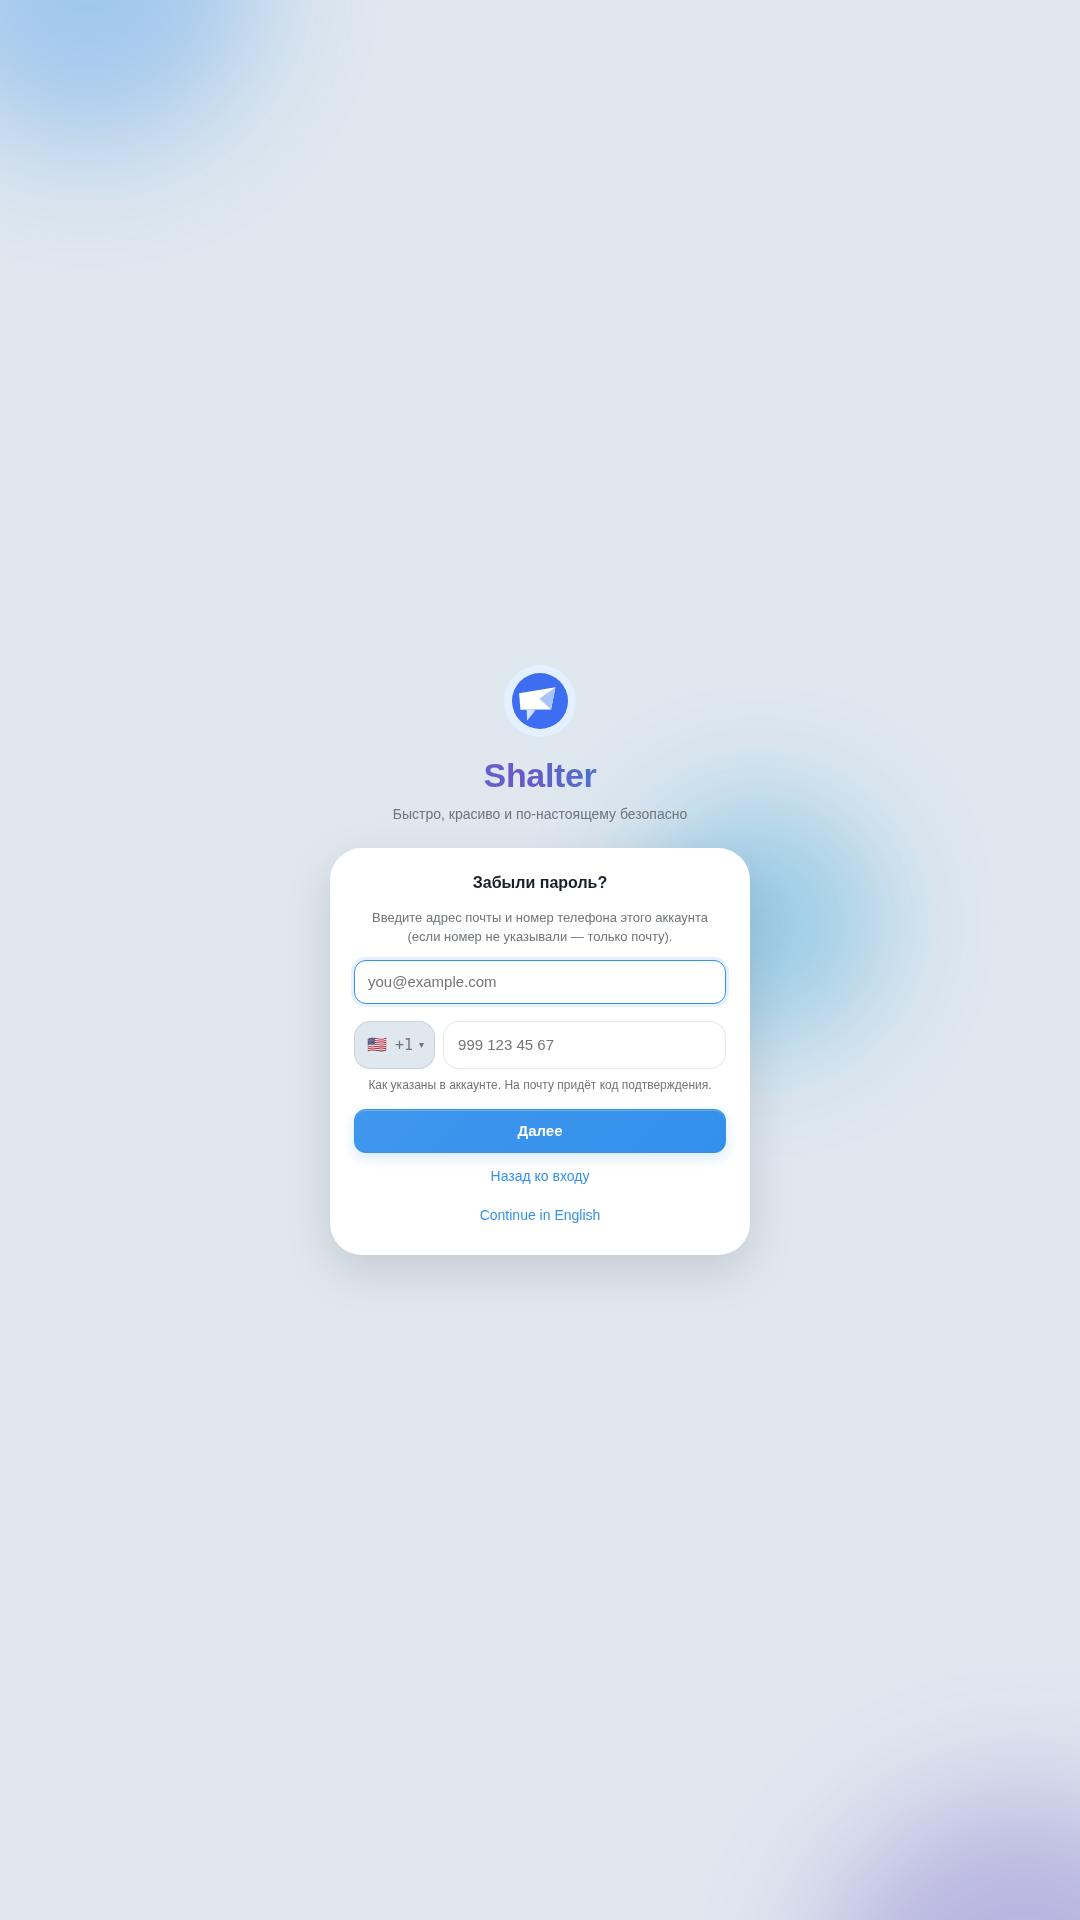 Shalter
Быстро, красиво и по-настоящему безопасно
Забыли пароль?
Введите адрес почты и номер телефона этого аккаунта
(если номер не указывали — только почту).
you@example.com
+1 999 123 45 67
Как указаны в аккаунте. На почту придёт код подтверждения.
Далее
Назад ко входу
Continue in English